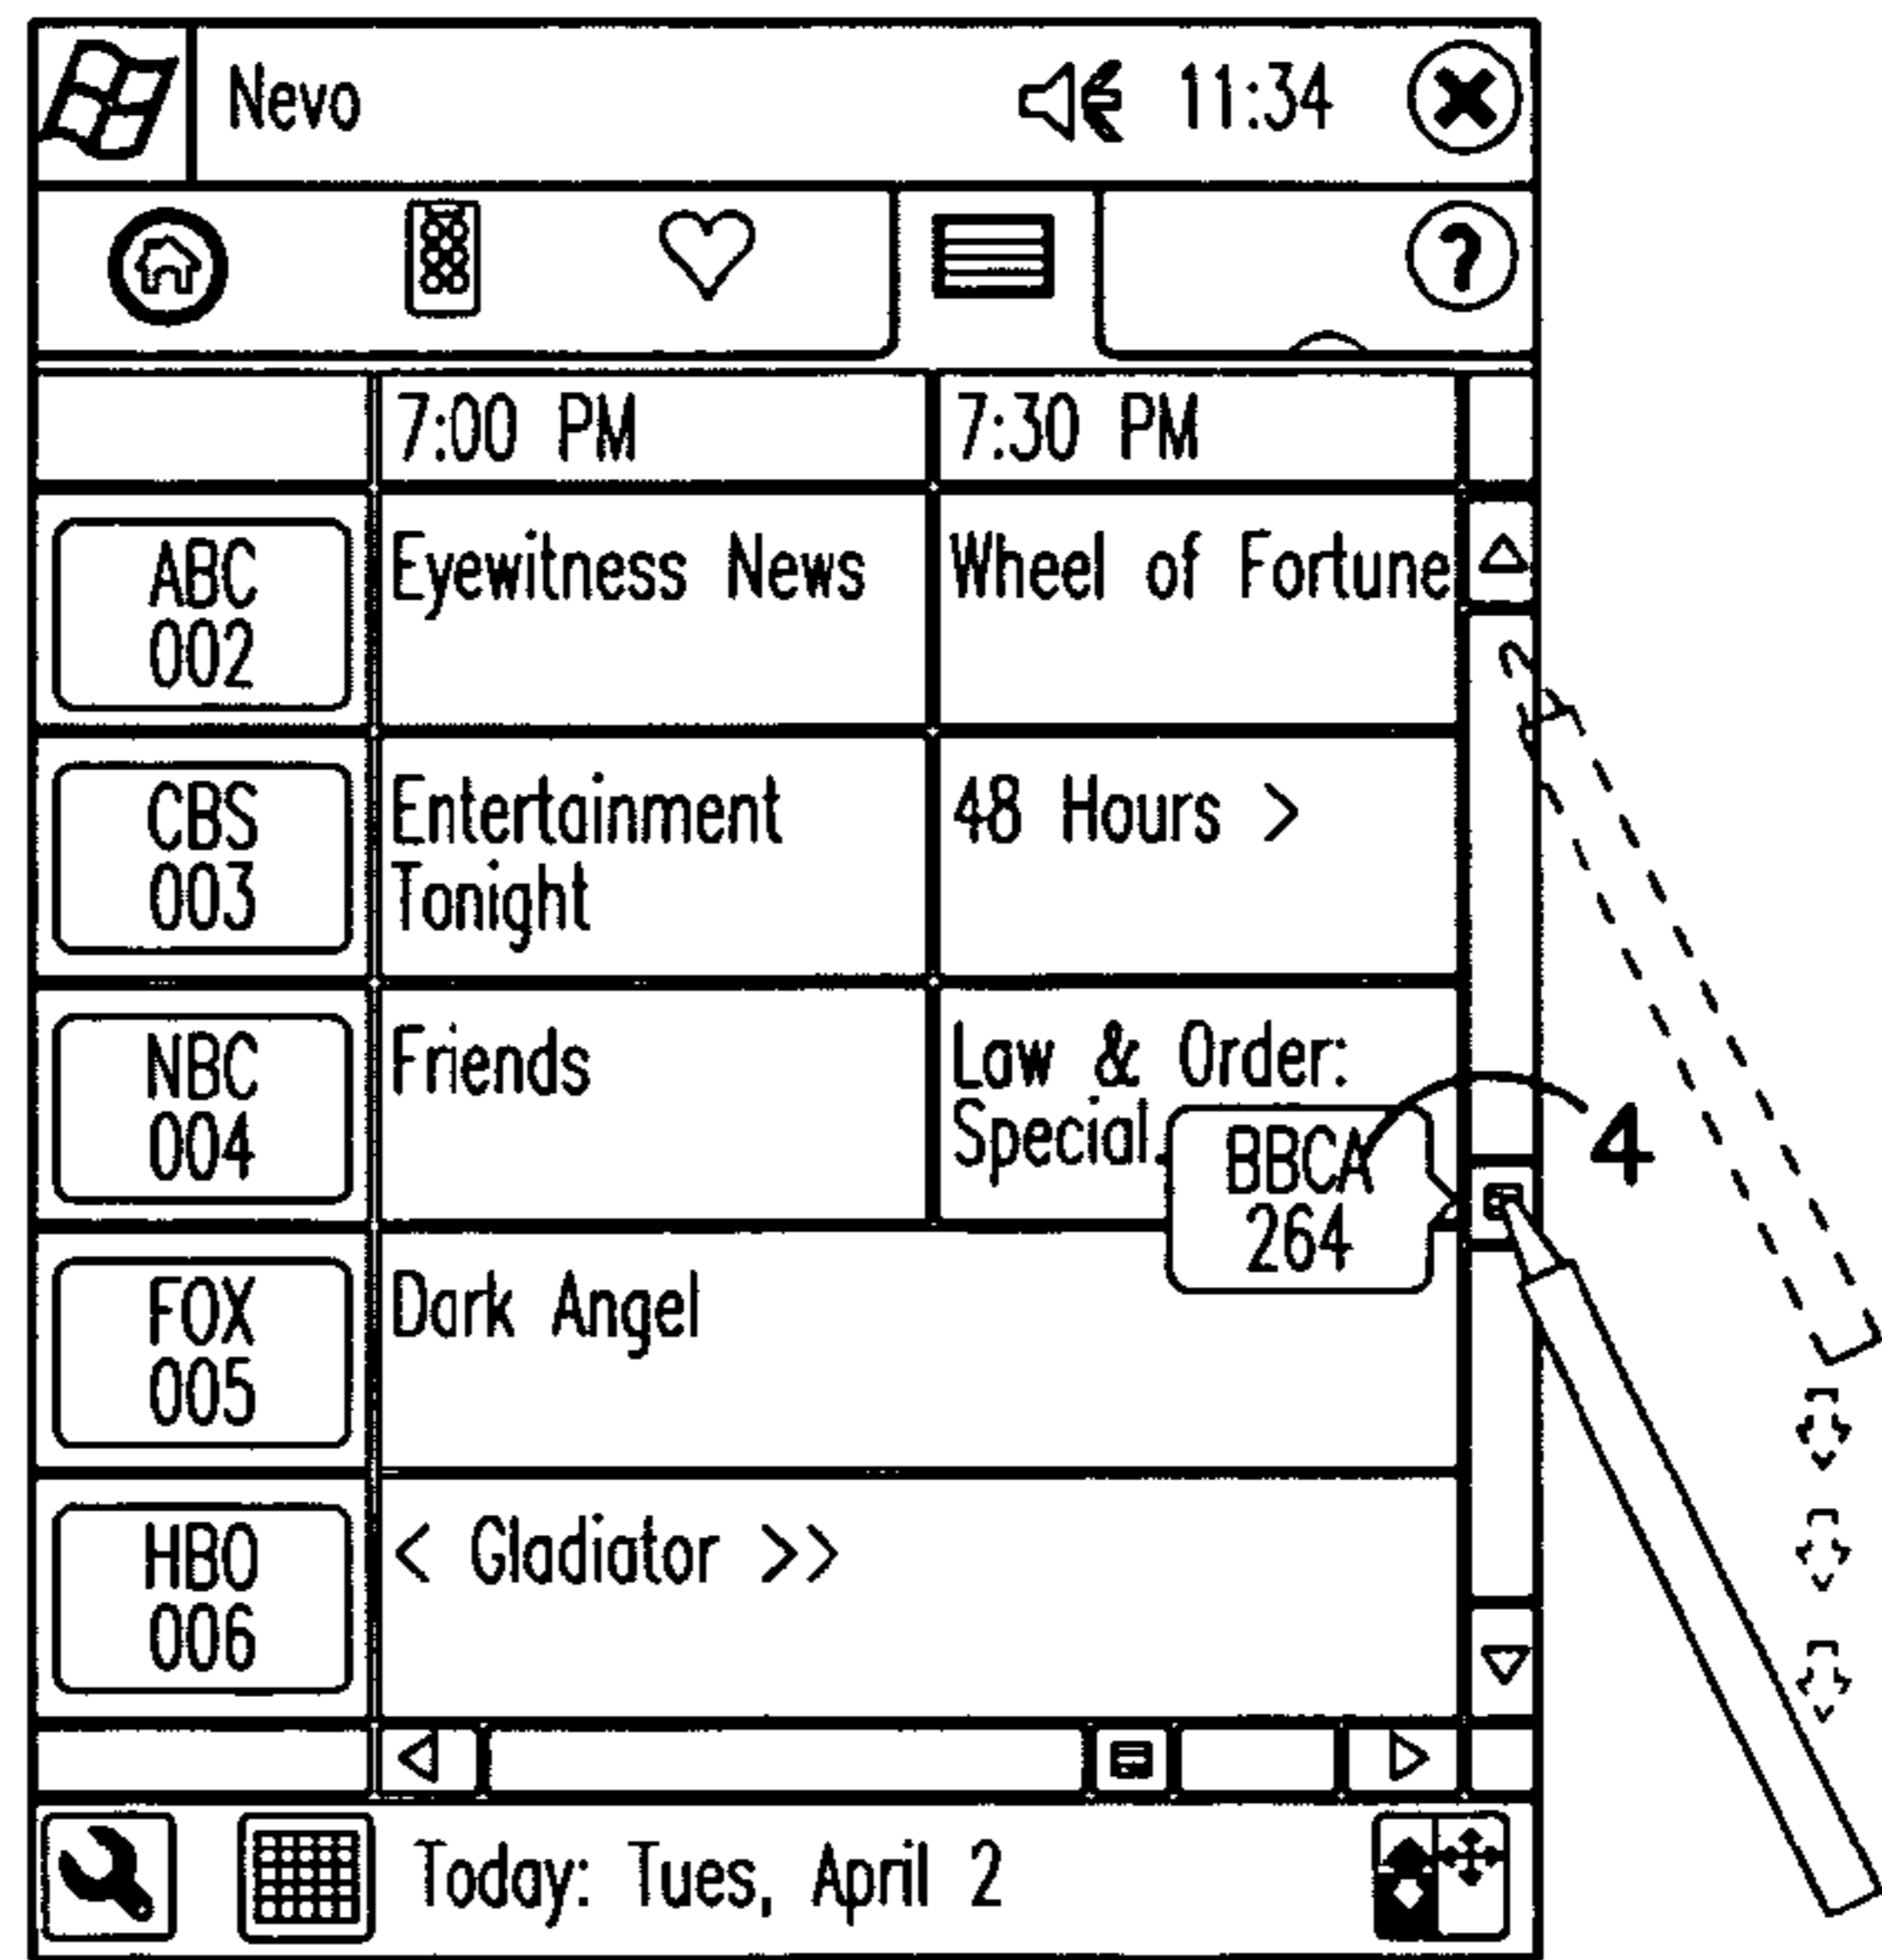 Nevo 11:34
?
7:00 PM 7:30 PM
ABC
002
Eyewitness News
Wheel of Fortune
CBS
003
Entertainment
Tonight
48 Hours >
NBC
004
Friends
Law & Order:
Special.
BBCA
264
4
FOX
005
Dark Angel
HBO
006
< Gladiator >>
Today: Tues, April 2